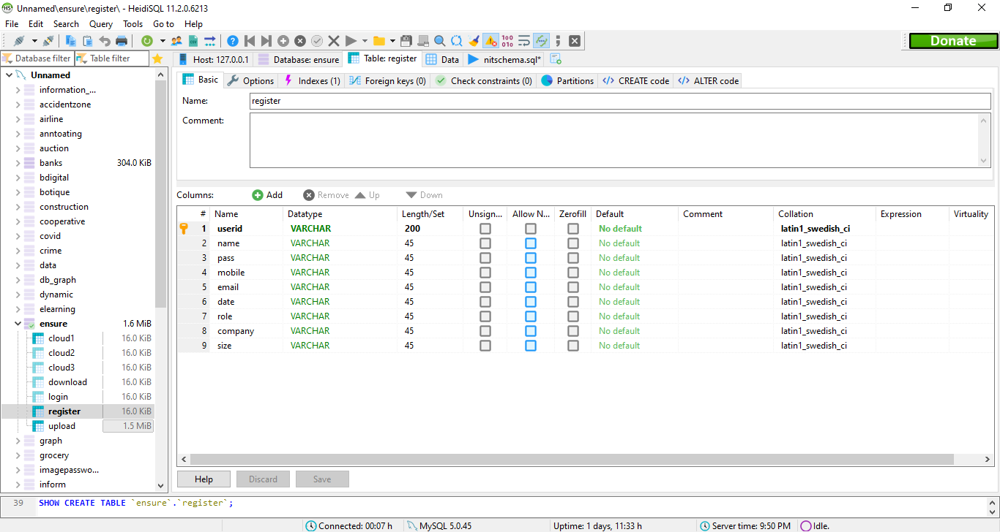 Unnamed\ensure\register\ - HeidiSQL 11.2.0.6213
File Edit Search Query Tools Go to Help
Donate
Database filter Table filter Host: 127.0.0.1 Database: ensure Table: register Data nitschema.sql*
Unnamed
information_...
accidentzone
airline
anntoating
auction
banks 304.0 KiB
bdigital
botique
construction
cooperative
covid
crime
data
db_graph
dynamic
elearning
ensure 1.6 MiB
cloud1 16.0 KiB
cloud2 16.0 KiB
cloud3 16.0 KiB
download 16.0 KiB
login 16.0 KiB
register 16.0 KiB
upload 1.5 MiB
graph
grocery
imagepasswo...
inform
Basic Options Indexes (1) Foreign keys (0) Check constraints (0) Partitions CREATE code ALTER code
Name: register
Comment:
Columns: Add Remove Up Down
# Name Datatype Length/Set Unsign... Allow N... Zerofill Default Comment Collation Expression Virtuality
1 userid VARCHAR 200 No default latin1_swedish_ci
2 name VARCHAR 45 No default latin1_swedish_ci
3 pass VARCHAR 45 No default latin1_swedish_ci
4 mobile VARCHAR 45 No default latin1_swedish_ci
5 email VARCHAR 45 No default latin1_swedish_ci
6 date VARCHAR 45 No default latin1_swedish_ci
7 role VARCHAR 45 No default latin1_swedish_ci
8 company VARCHAR 45 No default latin1_swedish_ci
9 size VARCHAR 45 No default latin1_swedish_ci
Help Discard Save
39 SHOW CREATE TABLE `ensure`.`register`;
Connected: 00:07 h MySQL 5.0.45 Uptime: 1 days, 11:33 h Server time: 9:50 PM Idle.